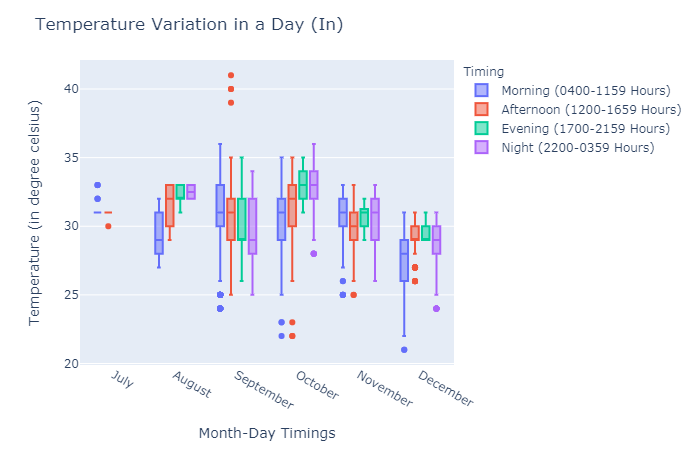 Temperature Variation in a Day (In)
Timing
Morning (0400-1159 Hours)
Afternoon (1200-1659 Hours)
Evening (1700-2159 Hours)
Night (2200-0359 Hours)
Temperature (in degree celsius)
40
35
30
25
20
July
August
September
October
November
December
Month-Day Timings